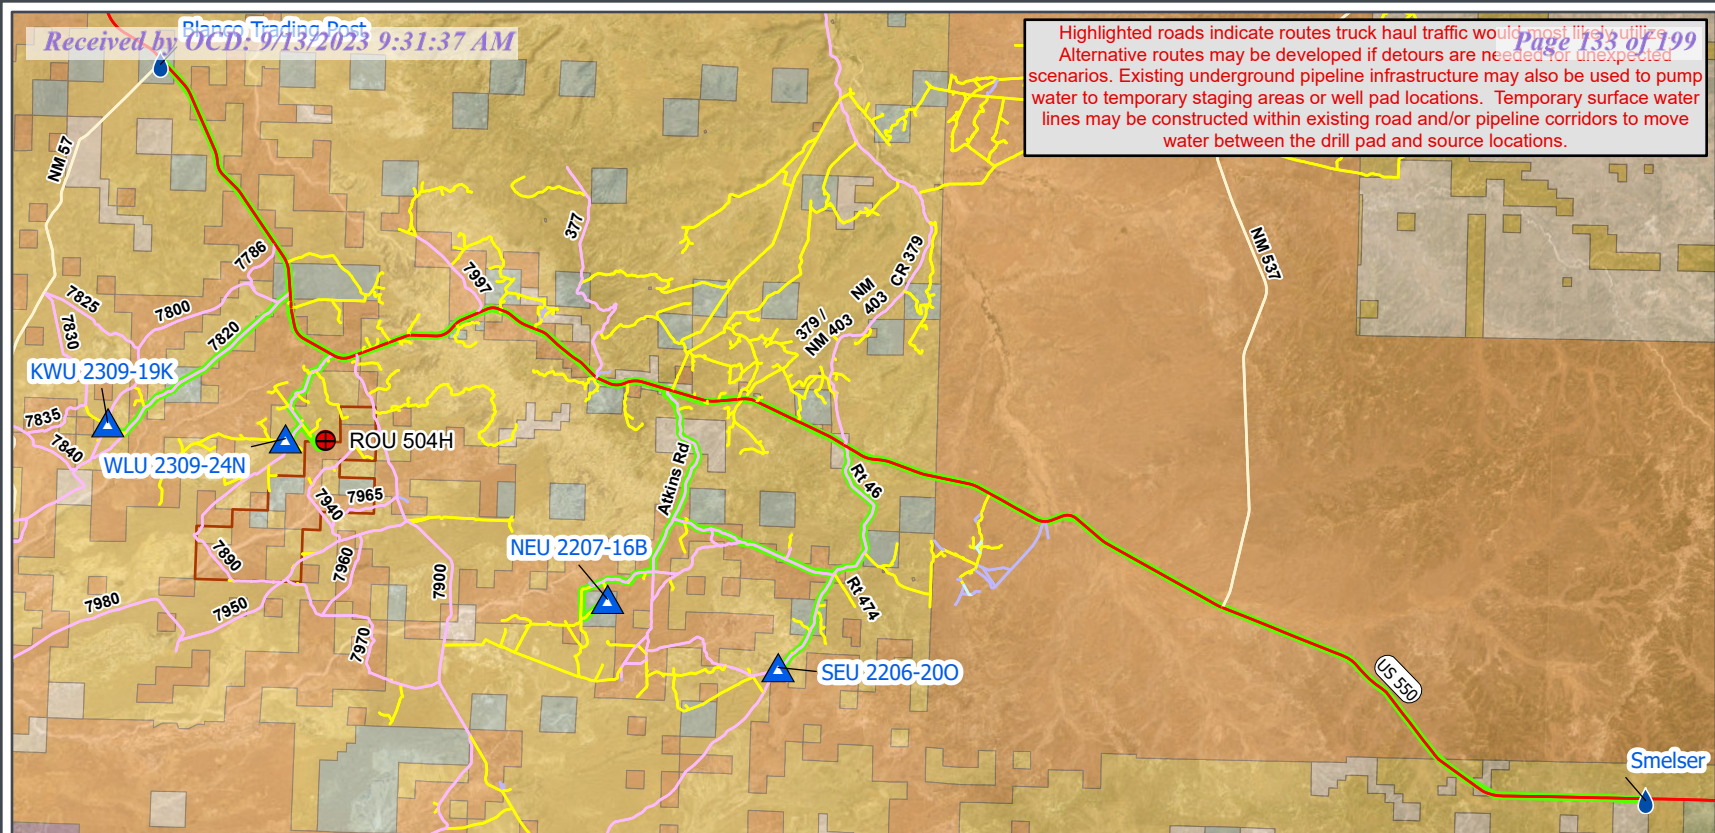 Blanco Trading Post
Received by OCD: 9/13/2023 9:31:37 AM
Page 133 of 199
Highlighted roads indicate routes truck haul traffic would most likely utilize.
Alternative routes may be developed if detours are needed for unexpected
scenarios. Existing underground pipeline infrastructure may also be used to pump
water to temporary staging areas or well pad locations. Temporary surface water
lines may be constructed within existing road and/or pipeline corridors to move
water between the drill pad and source locations.
NM 57
377
CR 379
NM 537
7786
7997
NM
403
379 /
NM 403
7825
7800
7830
7820
KWU 2309-19K
7835
7840
WLU 2309-24N
ROU 504H
Atkins Rd
Rt 46
7940
7965
7890
7960
7900
NEU 2207-16B
Rt 474
7980
7950
7970
SEU 2206-20O
US 550
Smelser